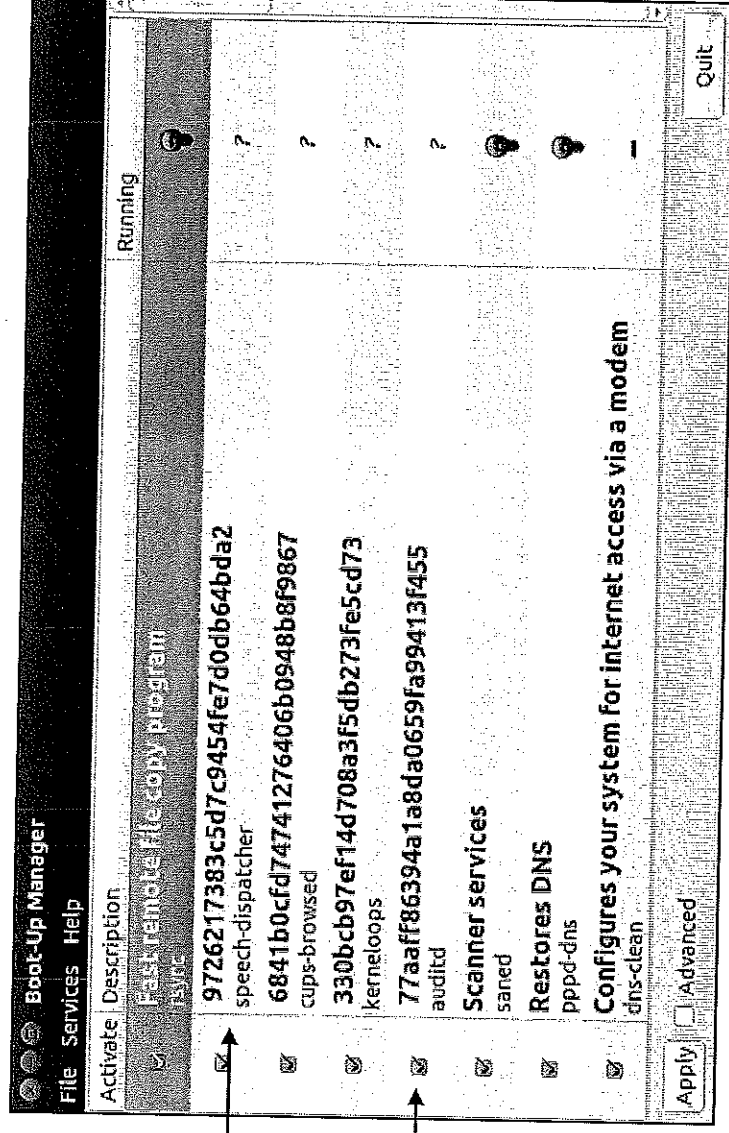 Boot-Up Manager
File Services Help
Activate Description Running
Fast remote file copy program
rsync
9726217383c5d7c9454fe7d0db64bda2
speech-dispatcher
?
6841b0cfd74741276406b0948b8f9867
cups-browsed
?
330bcb97ef14d708a3f5db273fe5cd73
kerneloops
?
77aaff86394a1a8da0659fa99413f455
auditd
?
Scanner services
saned
Restores DNS
pppd-dns
Configures your system for internet access via a modem
dns-clean
Apply Advanced Quit